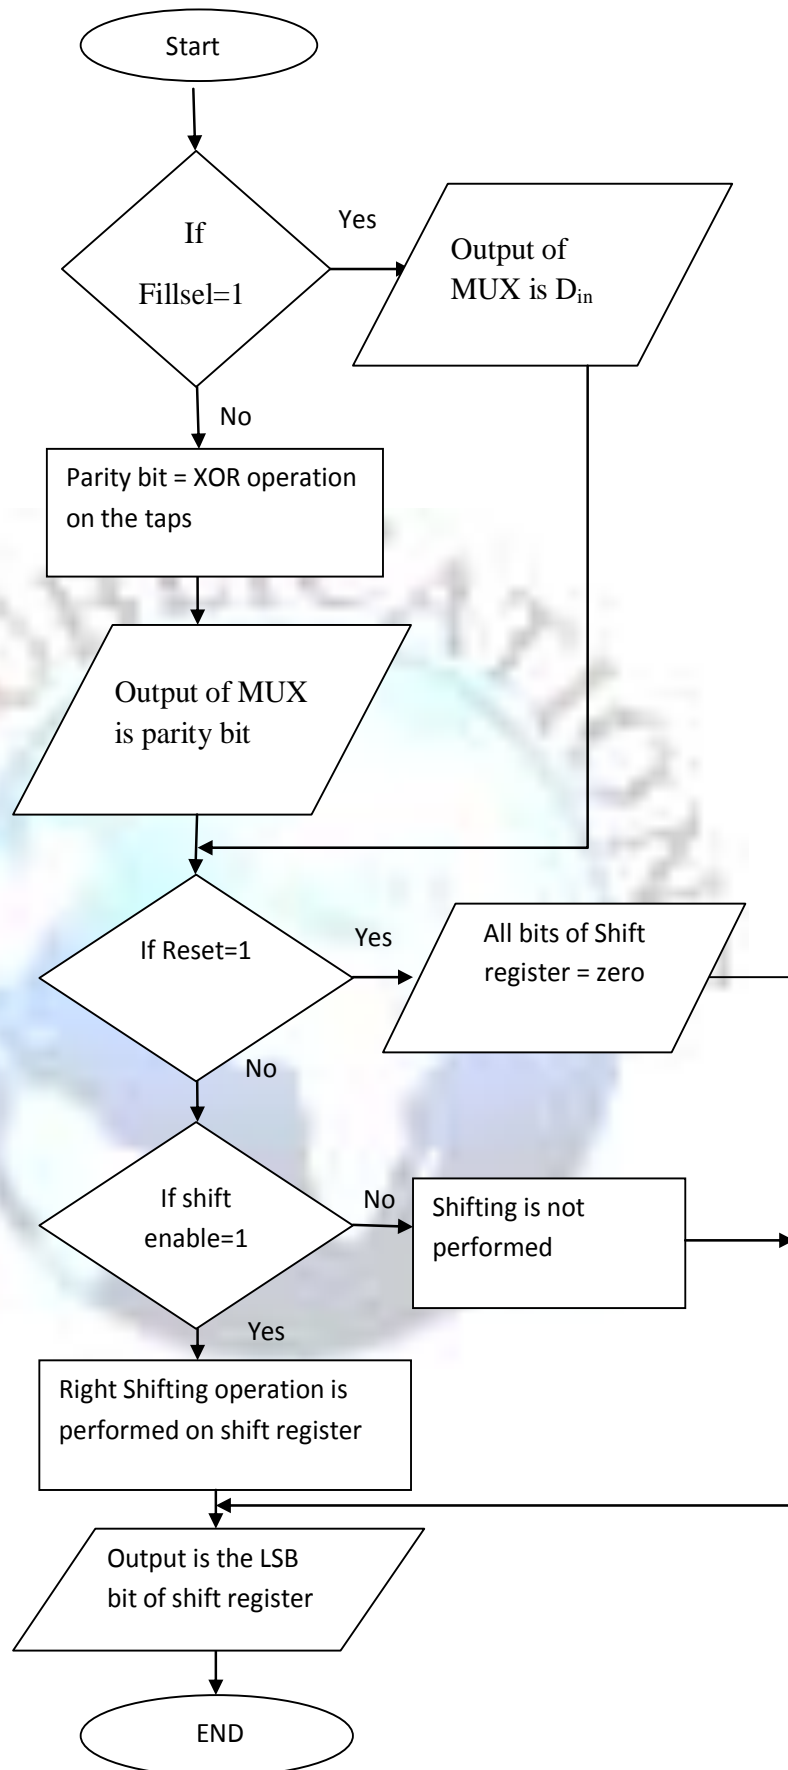 Start
If
Fillsel=1
Yes
Output of
MUX is Din
No
Parity bit = XOR operation
on the taps
Output of MUX
is parity bit
If Reset=1
Yes
All bits of Shift
register = zero
No
If shift
enable=1
No
Shifting is not
performed
Yes
Right Shifting operation is
performed on shift register
Output is the LSB
bit of shift register
END